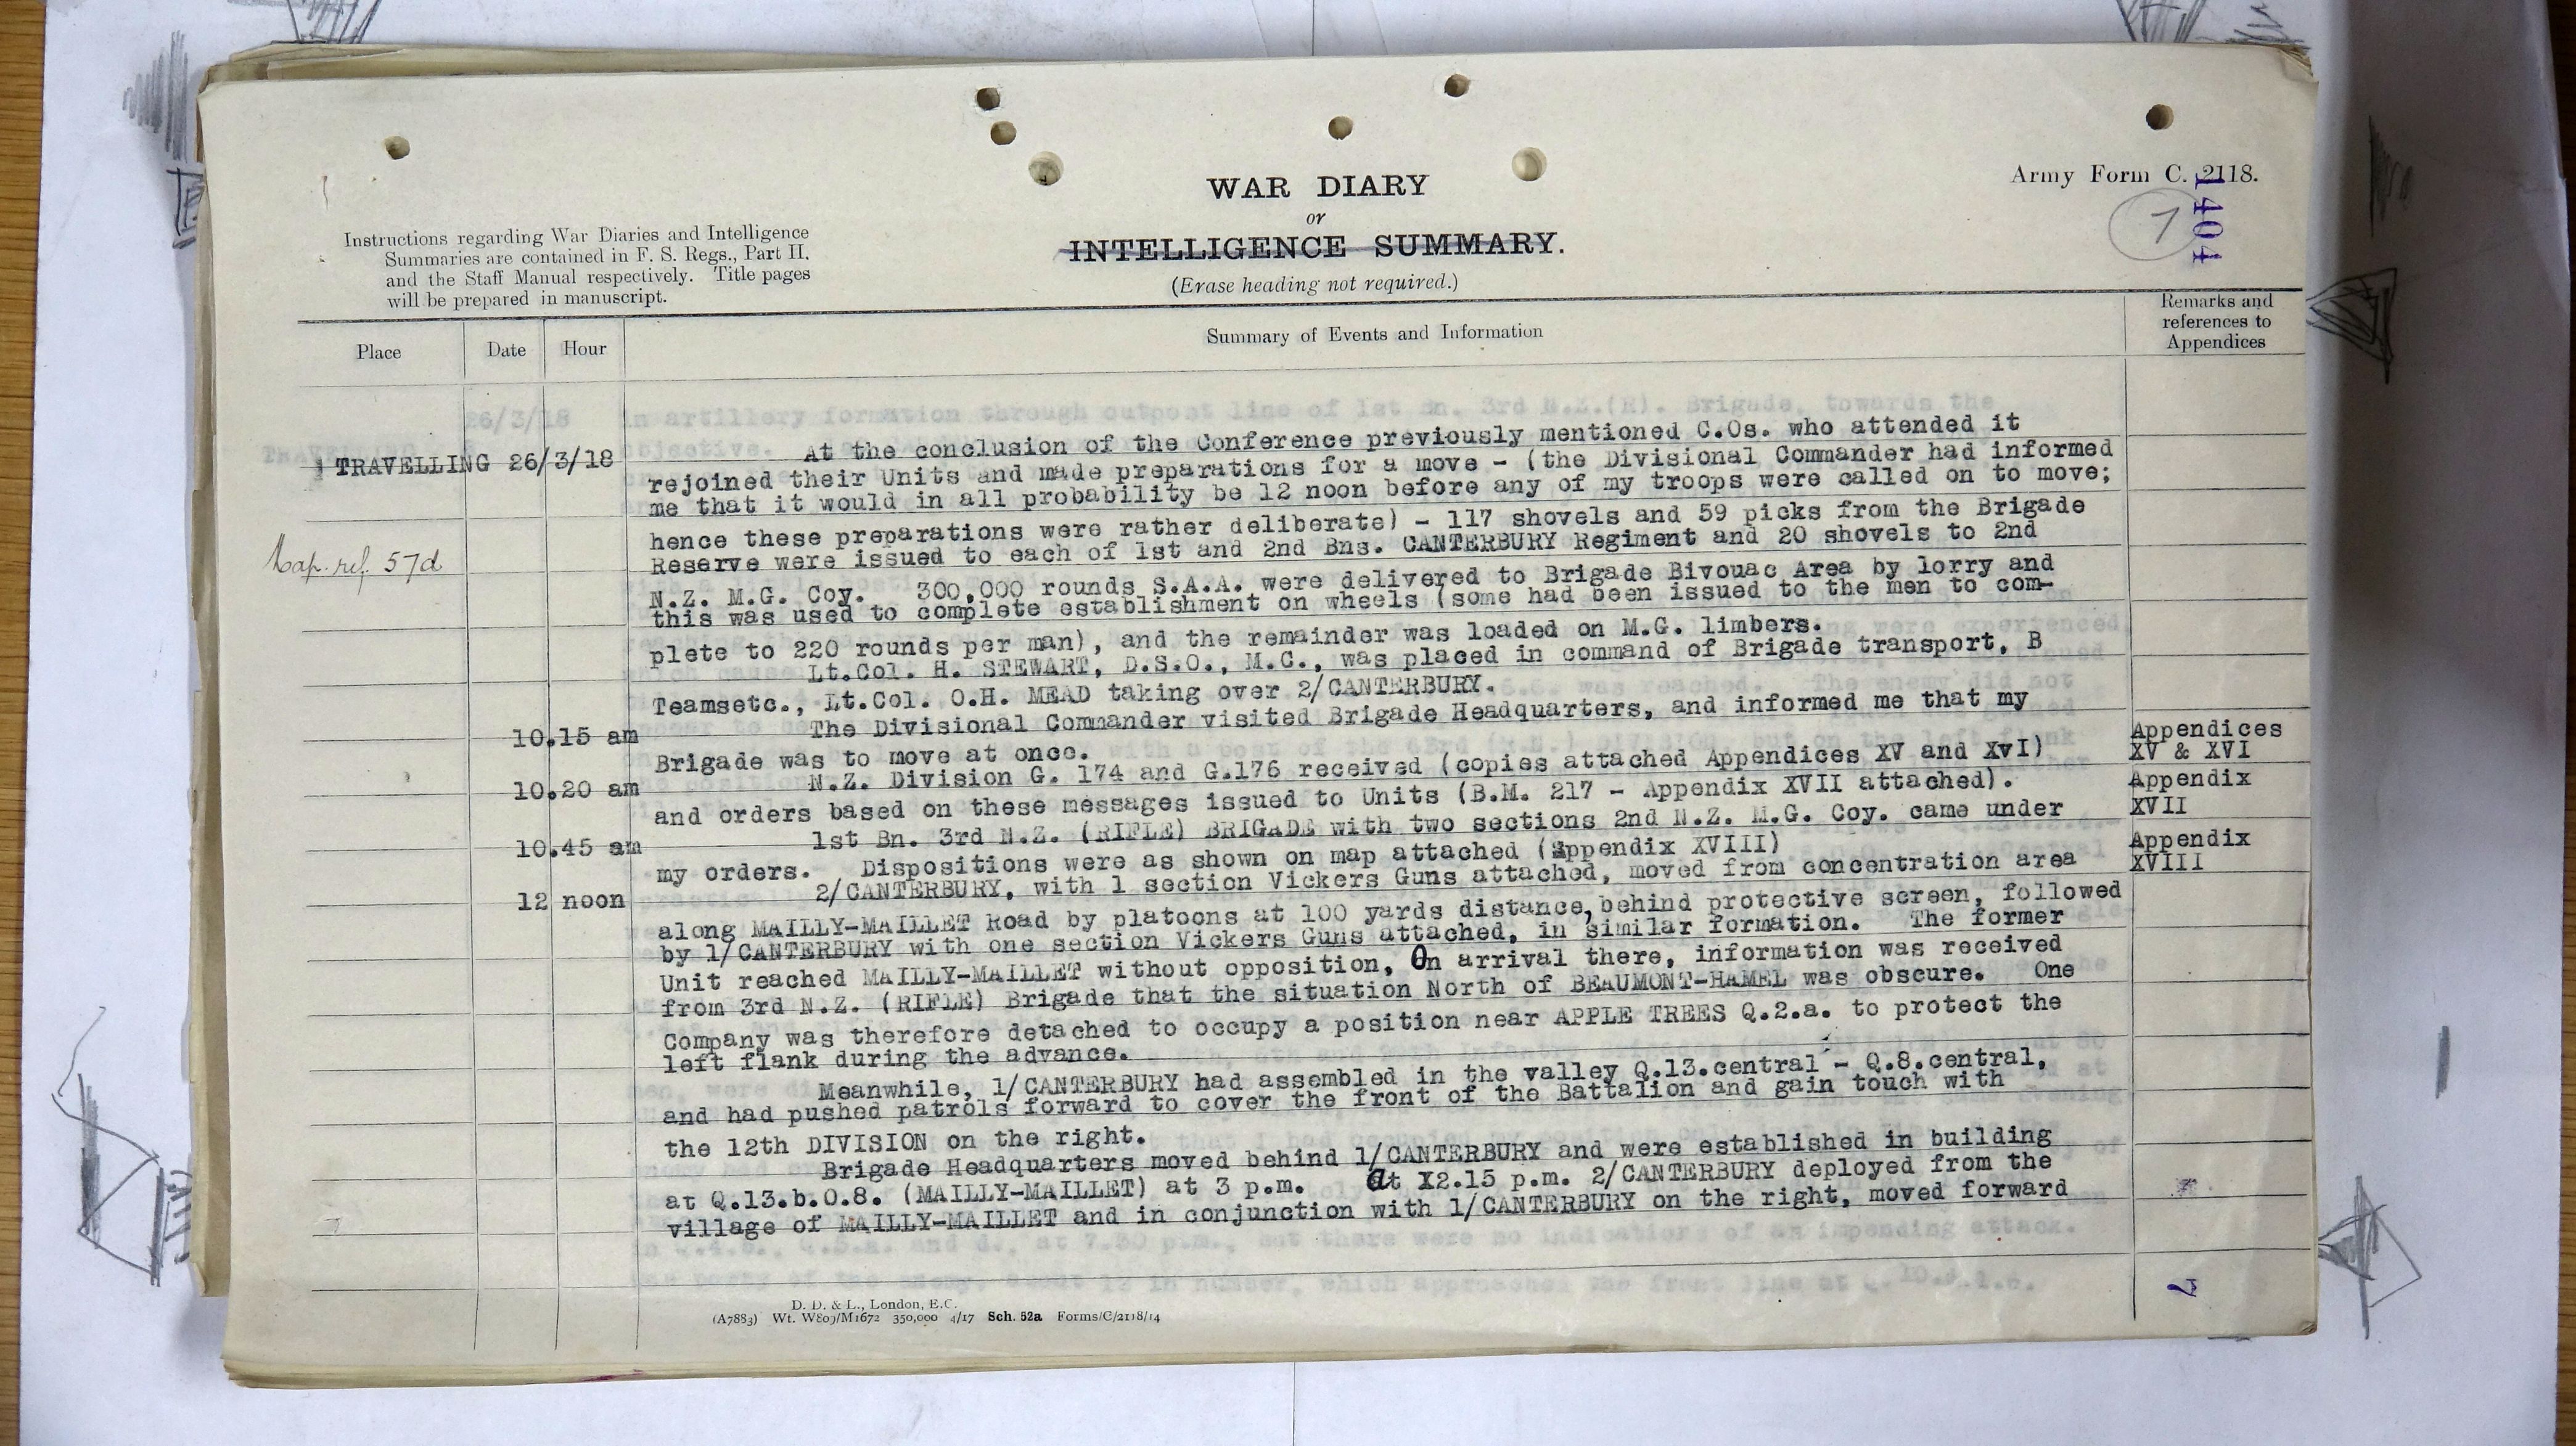 Army Form C. 2118.
1404
7
WAR DIARY
or
INTELLIGENCE SUMMARY.
(Erase heading not required.)
Instructions regarding War Diaries and Intelligence
Summaries are contained in F. S. Regs., Part II.
and the Staff Manual respectively. Title pages
will be prepared in manuscript.
Place Date Hour Summary of Events and Information Remarks and
references to
Appendices
TRAVELLING 26/3/18 At the conclusion of the Conference previously mentioned C.Os. who attended it
rejoined their Units and made preparations for a move - (the Divisional Commander had informed
me that it would in all probability be 12 noon before any of my troops were called on to move;
hence these preparations were rather deliberate) - 117 shovels and 59 picks from the Brigade
Map. ref. 57d Reserve were issued to each of 1st and 2nd Bns. CANTERBURY Regiment and 20 shovels to 2nd
N.Z. M.G. Coy. 300,000 rounds S.A.A. were delivered to Brigade Bivouac Area by lorry and
this was used to complete establishment on wheels (some had been issued to the men to com-
plete to 220 rounds per man), and the remainder was loaded on M.G. limbers.
Lt.Col. H. STEWART, D.S.O., M.C., was placed in command of Brigade transport, B
Teamsetc., Lt.Col. O.H. MEAD taking over 2/CANTERBURY.
10.15 am The Divisional Commander visited Brigade Headquarters, and informed me that my
Brigade was to move at once. Appendices
10.20 am N.Z. Division G. 174 and G.176 received (copies attached Appendices XV and XvI) XV & XVI
and orders based on these messages issued to Units (B.M. 217 - Appendix XVII attached). Appendix
XVII
10.45 am 1st Bn. 3rd N.Z. (RIFLE) BRIGADE with two sections 2nd N.Z. M.G. Coy. came under
my orders. Dispositions were as shown on map attached (Appendix XVIII) Appendix
XVIII
12 noon 2/CANTERBURY, with 1 section Vickers Guns attached, moved from concentration area
along MAILLY-MAILLET Road by platoons at 100 yards distance, behind protective screen, followed
by 1/CANTERBURY with one section Vickers Guns attached, in similar formation. The former
Unit reached MAILLY-MAILLET without opposition. On arrival there, information was received
from 3rd N.Z. (RIFLE) Brigade that the situation North of BEAUMONT-HAMEL was obscure. One
Company was therefore detached to occupy a position near APPLE TREES Q.2.a. to protect the
left flank during the advance.
Meanwhile, 1/CANTERBURY had assembled in the valley Q.13.central - Q.8.central,
and had pushed patrols forward to cover the front of the Battalion and gain touch with
the 12th DIVISION on the right.
Brigade Headquarters moved behind 1/CANTERBURY and were established in building
at Q.13.b.0.8. (MAILLY-MAILLET) at 3 p.m. At X2.15 p.m. 2/CANTERBURY deployed from the
village of MAILLY-MAILLET and in conjunction with 1/CANTERBURY on the right, moved forward
7
D. D. & L., London, E.C.
(A7883) Wt. W809/M1672 350,000 4/17 Sch. 52a Forms/C/2118/14